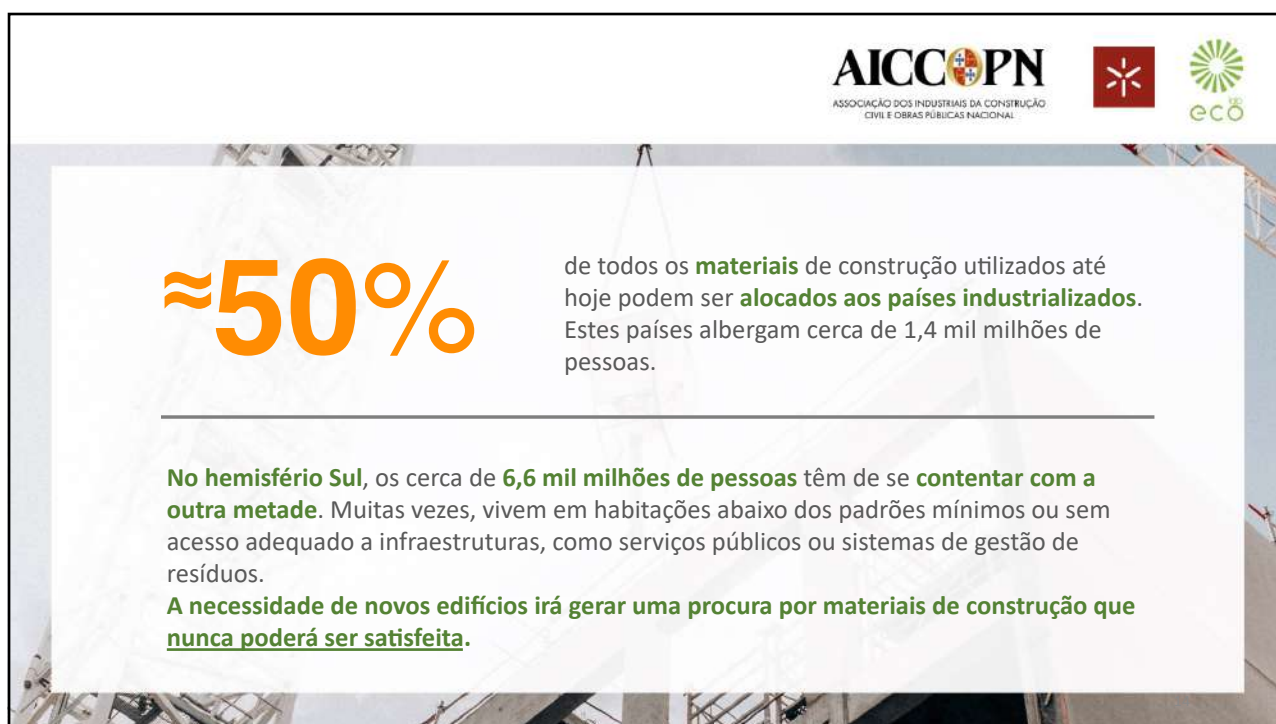 AICCOPN
ASSOCIAÇÃO DOS INDUSTRIAIS DA CONSTRUÇÃO
CIVIL E OBRAS PÚBLICAS NACIONAL
eco
≈50%
de todos os materiais de construção utilizados até
hoje podem ser alocados aos países industrializados.
Estes países albergam cerca de 1,4 mil milhões de
pessoas.
No hemisfério Sul, os cerca de 6,6 mil milhões de pessoas têm de se contentar com a
outra metade. Muitas vezes, vivem em habitações abaixo dos padrões mínimos ou sem
acesso adequado a infraestruturas, como serviços públicos ou sistemas de gestão de
resíduos.
A necessidade de novos edifícios irá gerar uma procura por materiais de construção que
nunca poderá ser satisfeita.